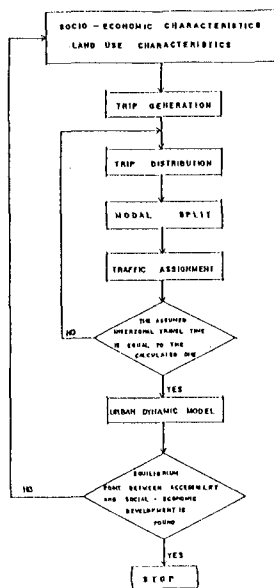 SOCIO - ECONOMIC CHARACTERISTICS
LAND USE CHARACTERISTICS
TRIP GENERATION
TRIP DISTRIBUTION
MODAL SPLIT
TRAFFIC ASSIGNMENT
THE ASSUMED
INTERZONAL TRAVEL TIME
IS EQUAL TO THE
CALCULATED ONE
NO
YES
URBAN DYNAMIC MODEL
EQUILIBRIUM
POINT BETWEEN ACCESSIBILITY
AND SOCIAL - ECONOMIC
DEVELOPMENT IS
FOUND
NO
YES
STOP